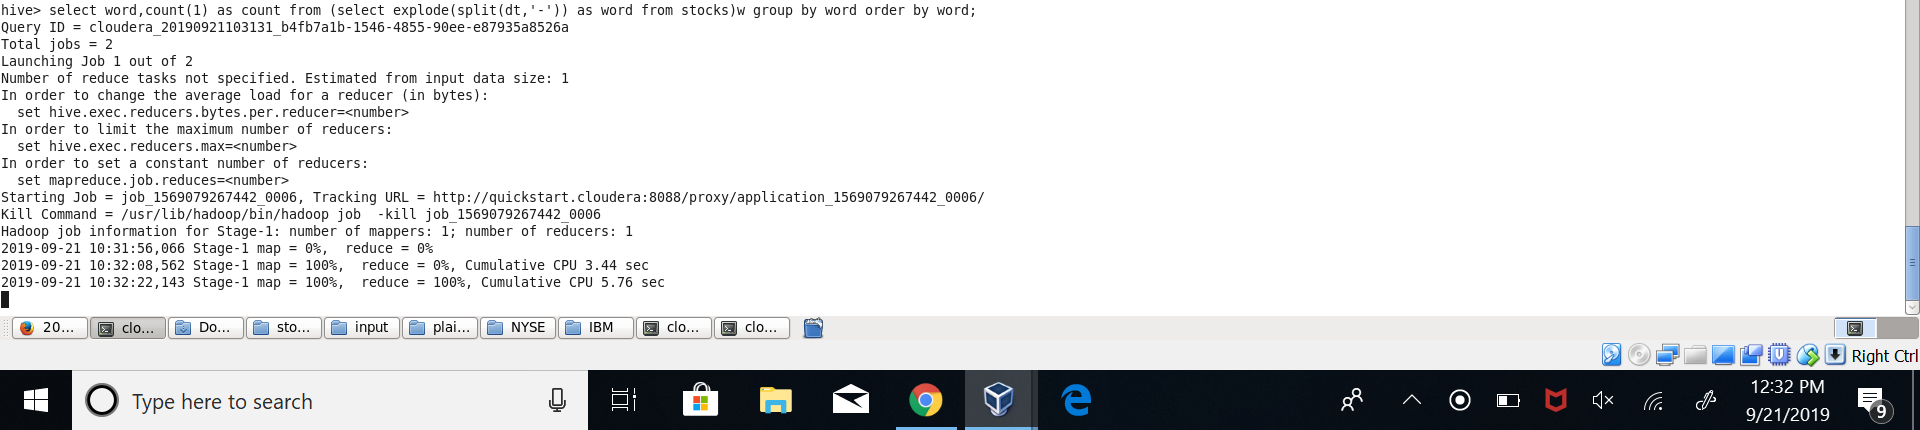 hive> select word,count(1) as count from (select explode(split(dt,'-')) as word from stocks)w group by word order by word;
Query ID = cloudera_20190921103131_b4fb7a1b-1546-4855-90ee-e87935a8526a
Total jobs = 2
Launching Job 1 out of 2
Number of reduce tasks not specified. Estimated from input data size: 1
In order to change the average load for a reducer (in bytes):
  set hive.exec.reducers.bytes.per.reducer=<number>
In order to limit the maximum number of reducers:
  set hive.exec.reducers.max=<number>
In order to set a constant number of reducers:
  set mapreduce.job.reduces=<number>
Starting Job = job_1569079267442_0006, Tracking URL = http://quickstart.cloudera:8088/proxy/application_1569079267442_0006/
Kill Command = /usr/lib/hadoop/bin/hadoop job  -kill job_1569079267442_0006
Hadoop job information for Stage-1: number of mappers: 1; number of reducers: 1
2019-09-21 10:31:56,066 Stage-1 map = 0%,  reduce = 0%
2019-09-21 10:32:08,562 Stage-1 map = 100%,  reduce = 0%, Cumulative CPU 3.44 sec
2019-09-21 10:32:22,143 Stage-1 map = 100%,  reduce = 100%, Cumulative CPU 5.76 sec
20... clo... Do... sto... input plai... NYSE IBM clo... clo...
Right Ctrl
Type here to search
12:32 PM
9/21/2019
9